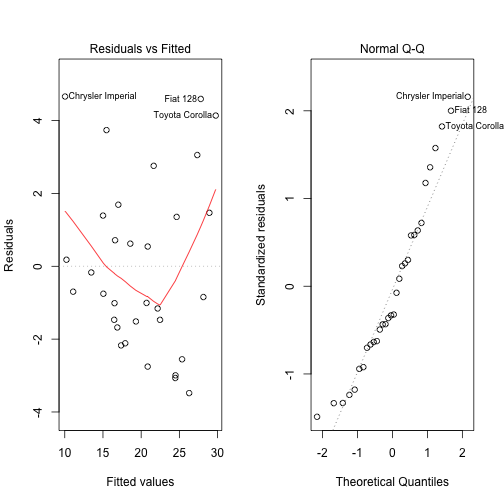 Residuals vs Fitted
Residuals
-4
-2
0
2
4
Chrysler Imperial
Fiat 128
Toyota Corolla
10 15 20 25 30
Fitted values
Normal Q-Q
Standardized residuals
-1
0
1
2
Chrysler Imperial
Fiat 128
Toyota Corolla
-2 -1 0 1 2
Theoretical Quantiles